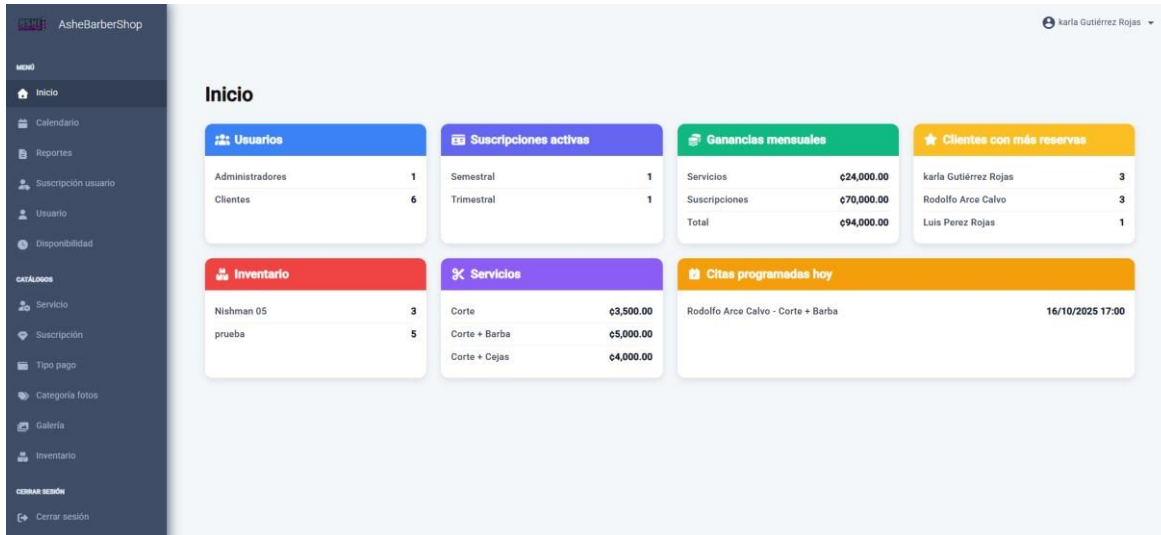 AsheBarberShop
karla Gutiérrez Rojas
MENÚ
Inicio
Calendario
Reportes
Suscripción usuario
Usuario
Disponibilidad
CATÁLOGOS
Servicio
Suscripción
Tipo pago
Categoría fotos
Galería
Inventario
CERRAR SESIÓN
Cerrar sesión
Inicio
Usuarios
Administradores 1
Clientes 6
Suscripciones activas
Semestral 1
Trimestral 1
Ganancias mensuales
Servicios ¢24,000.00
Suscripciones ¢70,000.00
Total ¢94,000.00
Clientes con más reservas
karla Gutiérrez Rojas 3
Rodolfo Arce Calvo 3
Luis Perez Rojas 1
Inventario
Nishman 05 3
prueba 5
Servicios
Corte ¢3,500.00
Corte + Barba ¢5,000.00
Corte + Cejas ¢4,000.00
Citas programadas hoy
Rodolfo Arce Calvo - Corte + Barba 16/10/2025 17:00